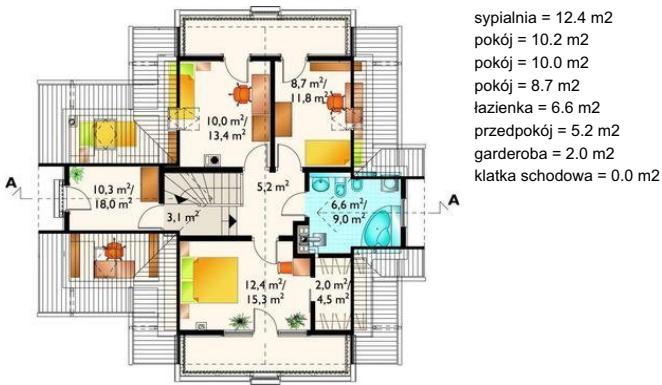 8,7 m²/
11,8 m²
10,0 m²/
13,4 m²
A
10,3 m²/
18,0 m²
5,2 m²
3,1 m²
6,6 m²/
9,0 m²
A
12,4 m²/
15,3 m²
2,0 m²/
4,5 m²
sypialnia = 12.4 m2
pokój = 10.2 m2
pokój = 10.0 m2
pokój = 8.7 m2
łazienka = 6.6 m2
przedpokój = 5.2 m2
garderoba = 2.0 m2
klatka schodowa = 0.0 m2